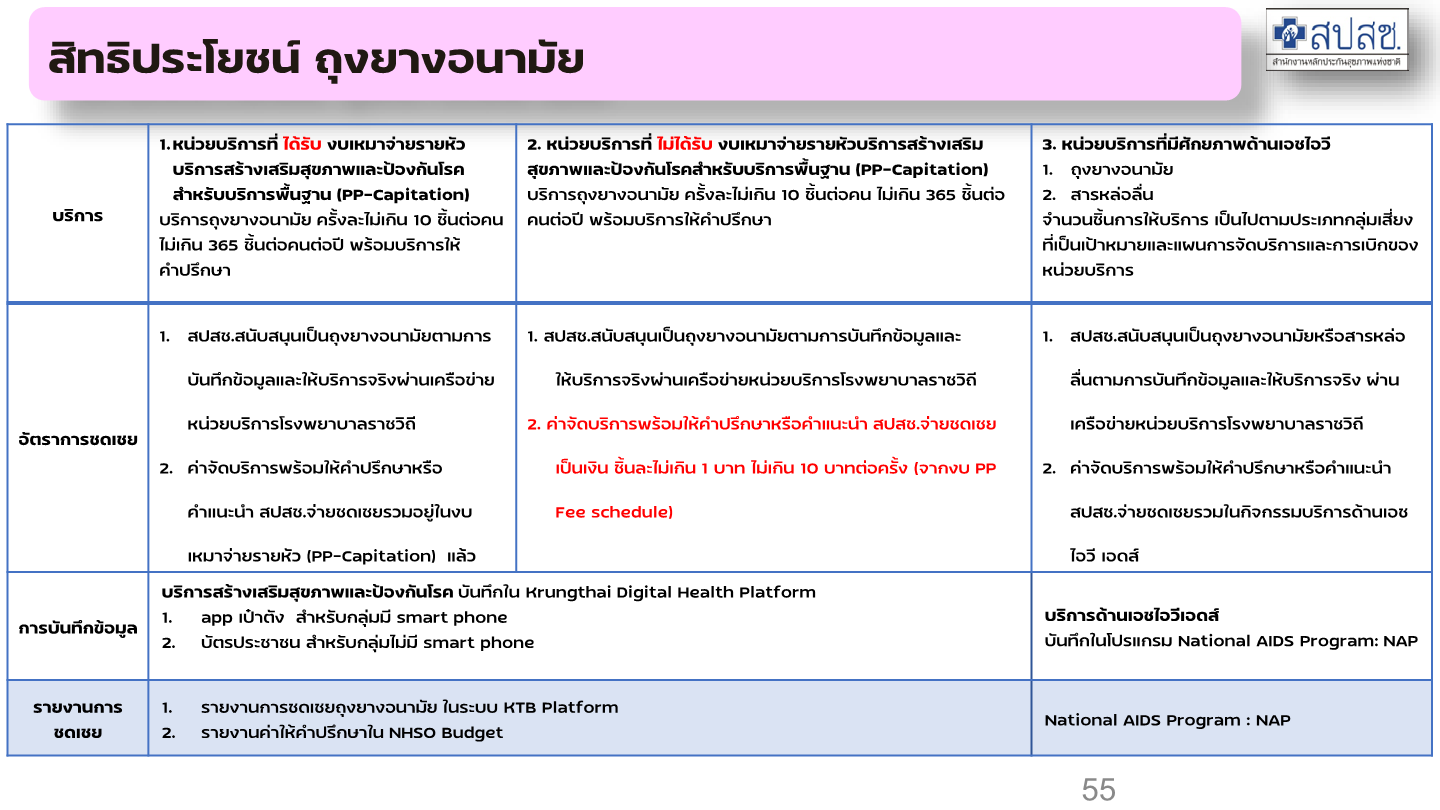 สิทธิประโยชน์ ถุงยางอนามัย
สปสช.
สำนักงานหลักประกันสุขภาพแห่งชาติ
บริการ
1.หน่วยบริการที่ ได้รับ งบเหมาจ่ายรายหัว
บริการสร้างเสริมสุขภาพและป้องกันโรค
สำหรับบริการพื้นฐาน (PP-Capitation)
บริการถุงยางอนามัย ครั้งละไม่เกิน 10 ชิ้นต่อคน
ไม่เกิน 365 ชิ้นต่อคนต่อปี พร้อมบริการให้
คำปรึกษา
2. หน่วยบริการที่ ไม่ได้รับ งบเหมาจ่ายรายหัวบริการสร้างเสริม
สุขภาพและป้องกันโรคสำหรับบริการพื้นฐาน (PP-Capitation)
บริการถุงยางอนามัย ครั้งละไม่เกิน 10 ชิ้นต่อคน ไม่เกิน 365 ชิ้นต่อ
คนต่อปี พร้อมบริการให้คำปรึกษา
3. หน่วยบริการที่มีศักยภาพด้านเอชไอวี
1. ถุงยางอนามัย
2. สารหล่อลื่น
จำนวนชิ้นการให้บริการ เป็นไปตามประเภทกลุ่มเสี่ยง
ที่เป็นเป้าหมายและแผนการจัดบริการและการเบิกของ
หน่วยบริการ
อัตราการชดเชย
1. สปสช.สนับสนุนเป็นถุงยางอนามัยตามการ
บันทึกข้อมูลและให้บริการจริงผ่านเครือข่าย
หน่วยบริการโรงพยาบาลราชวิถี
2. ค่าจัดบริการพร้อมให้คำปรึกษาหรือ
คำแนะนำ สปสช.จ่ายชดเชยรวมอยู่ในงบ
เหมาจ่ายรายหัว (PP-Capitation) แล้ว
1. สปสช.สนับสนุนเป็นถุงยางอนามัยตามการบันทึกข้อมูลและ
ให้บริการจริงผ่านเครือข่ายหน่วยบริการโรงพยาบาลราชวิถี
2. ค่าจัดบริการพร้อมให้คำปรึกษาหรือคำแนะนำ สปสช.จ่ายชดเชย
เป็นเงิน ชิ้นละไม่เกิน 1 บาท ไม่เกิน 10 บาทต่อครั้ง (จากงบ PP
Fee schedule)
1. สปสช.สนับสนุนเป็นถุงยางอนามัยหรือสารหล่อ
ลื่นตามการบันทึกข้อมูลและให้บริการจริง ผ่าน
เครือข่ายหน่วยบริการโรงพยาบาลราชวิถี
2. ค่าจัดบริการพร้อมให้คำปรึกษาหรือคำแนะนำ
สปสช.จ่ายชดเชยรวมในกิจกรรมบริการด้านเอช
ไอวี เอดส์
การบันทึกข้อมูล
บริการสร้างเสริมสุขภาพและป้องกันโรค บันทึกใน Krungthai Digital Health Platform
1. app เป๋าตัง สำหรับกลุ่มมี smart phone
2. บัตรประชาชน สำหรับกลุ่มไม่มี smart phone
บริการด้านเอชไอวีเอดส์
บันทึกในโปรแกรม National AIDS Program: NAP
รายงานการ
ชดเชย
1. รายงานการชดเชยถุงยางอนามัย ในระบบ KTB Platform
2. รายงานค่าให้คำปรึกษาใน NHSO Budget
National AIDS Program : NAP
55